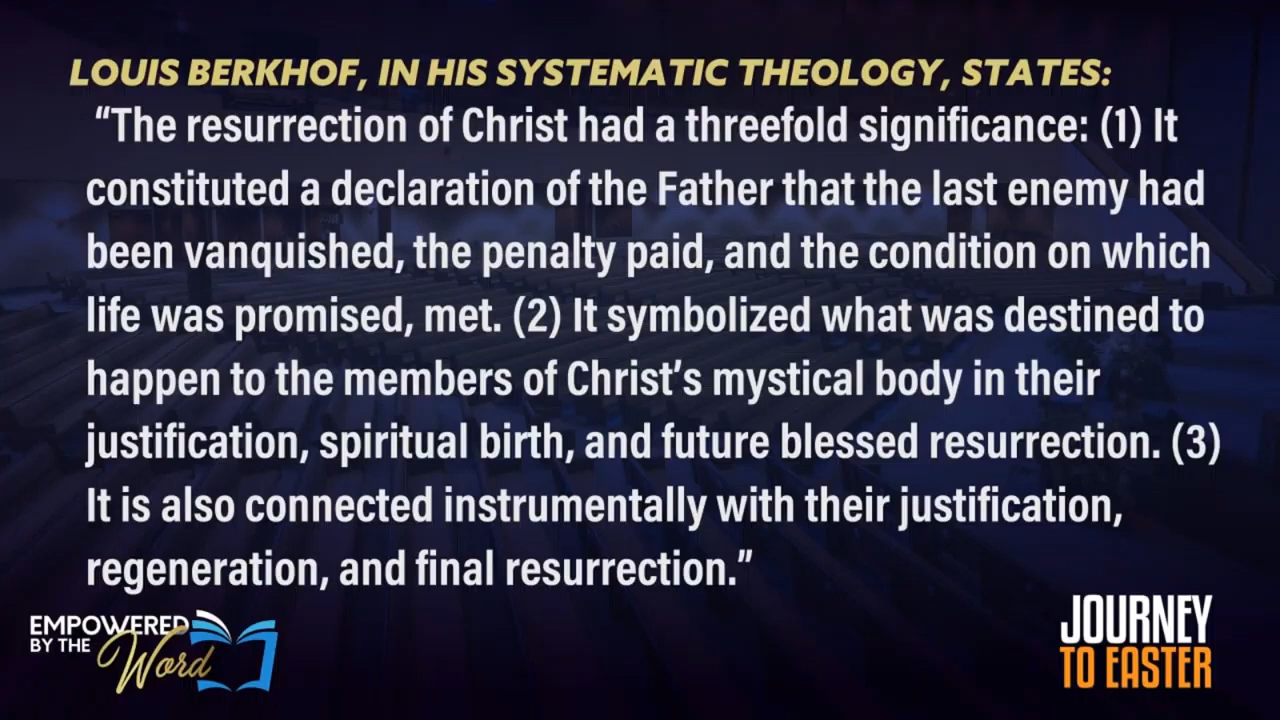 LOUIS BERKHOF, IN HIS SYSTEMATIC THEOLOGY, STATES:
“The resurrection of Christ had a threefold significance: (1) It
constituted a declaration of the Father that the last enemy had
been vanquished, the penalty paid, and the condition on which
life was promised, met. (2) It symbolized what was destined to
happen to the members of Christ’s mystical body in their
justification, spiritual birth, and future blessed resurrection. (3)
It is also connected instrumentally with their justification,
regeneration, and final resurrection.”
EMPOWERED
BY THE
Word
JOURNEY
TO EASTER